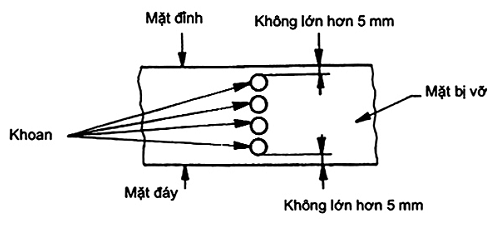 Mặt đỉnh
Không lớn hơn 5 mm
Mặt bị vỡ
Khoan
Mặt đáy
Không lớn hơn 5 mm